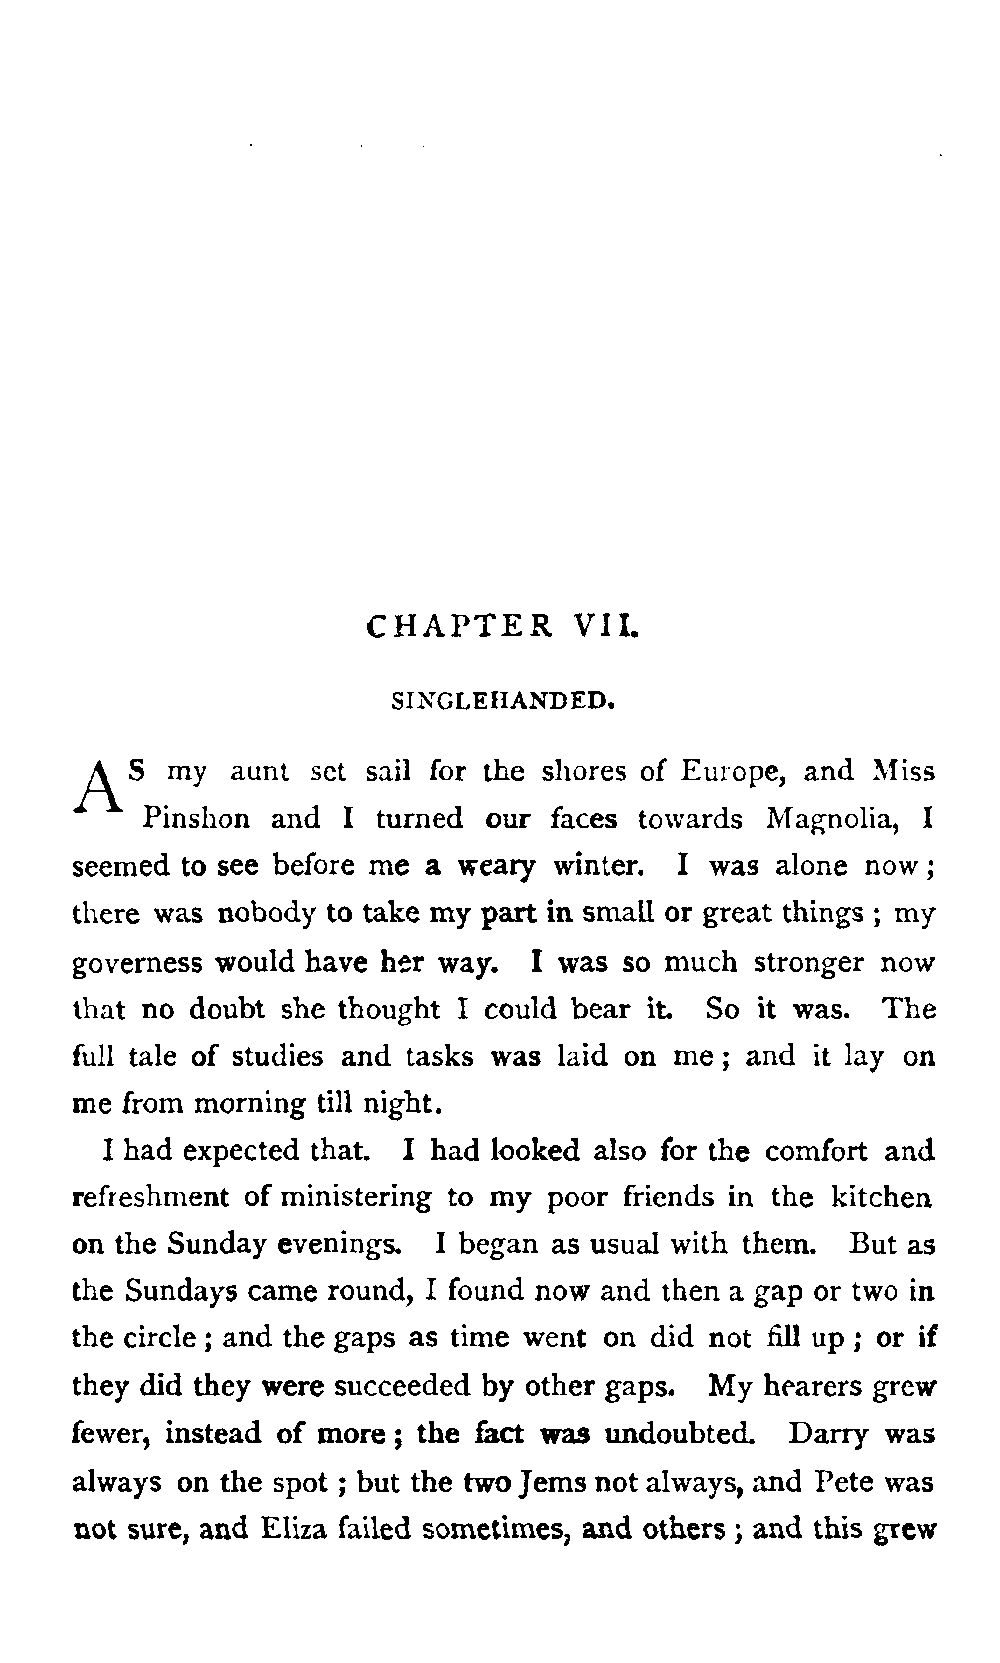 CHAPTER VII.
SINGLEHANDED.
AS my aunt set sail for the shores of Europe, and Miss
Pinshon and I turned our faces towards Magnolia, I
seemed to see before me a weary winter. I was alone now;
there was nobody to take my part in small or great things; my
governess would have her way. I was so much stronger now
that no doubt she thought I could bear it. So it was. The
full tale of studies and tasks was laid on me; and it lay on
me from morning till night.
I had expected that. I had looked also for the comfort and
refreshment of ministering to my poor friends in the kitchen
on the Sunday evenings. I began as usual with them. But as
the Sundays came round, I found now and then a gap or two in
the circle; and the gaps as time went on did not fill up; or if
they did they were succeeded by other gaps. My hearers grew
fewer, instead of more; the fact was undoubted. Darry was
always on the spot; but the two Jems not always, and Pete was
not sure, and Eliza failed sometimes, and others; and this grew